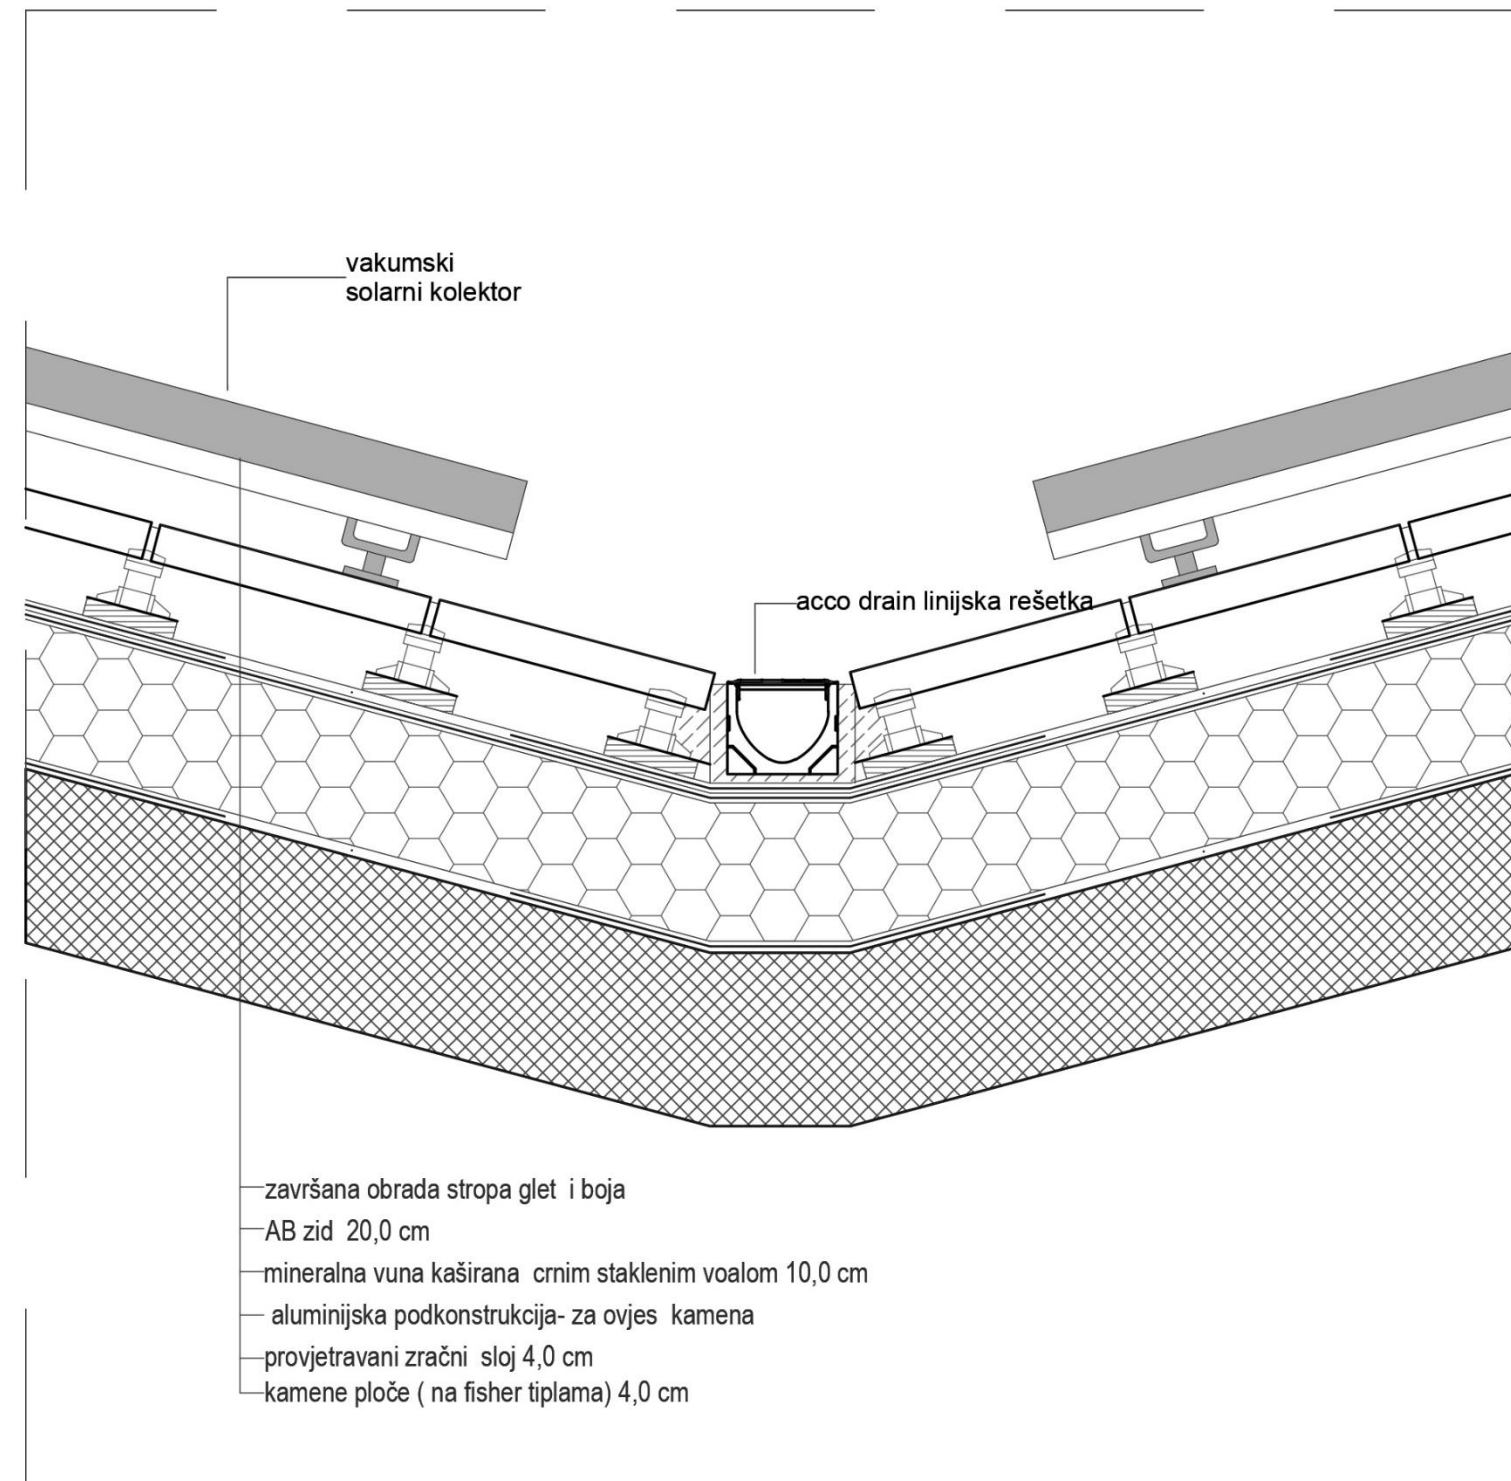 vakumski
solarni kolektor
acco drain linijska rešetka
završana obrada stropa glet i boja
AB zid 20,0 cm
mineralna vuna kaširana crnim staklenim voalom 10,0 cm
aluminijska podkonstrukcija- za ovjes kamena
provjetravani zračni sloj 4,0 cm
kamene ploče ( na fisher tiplama) 4,0 cm